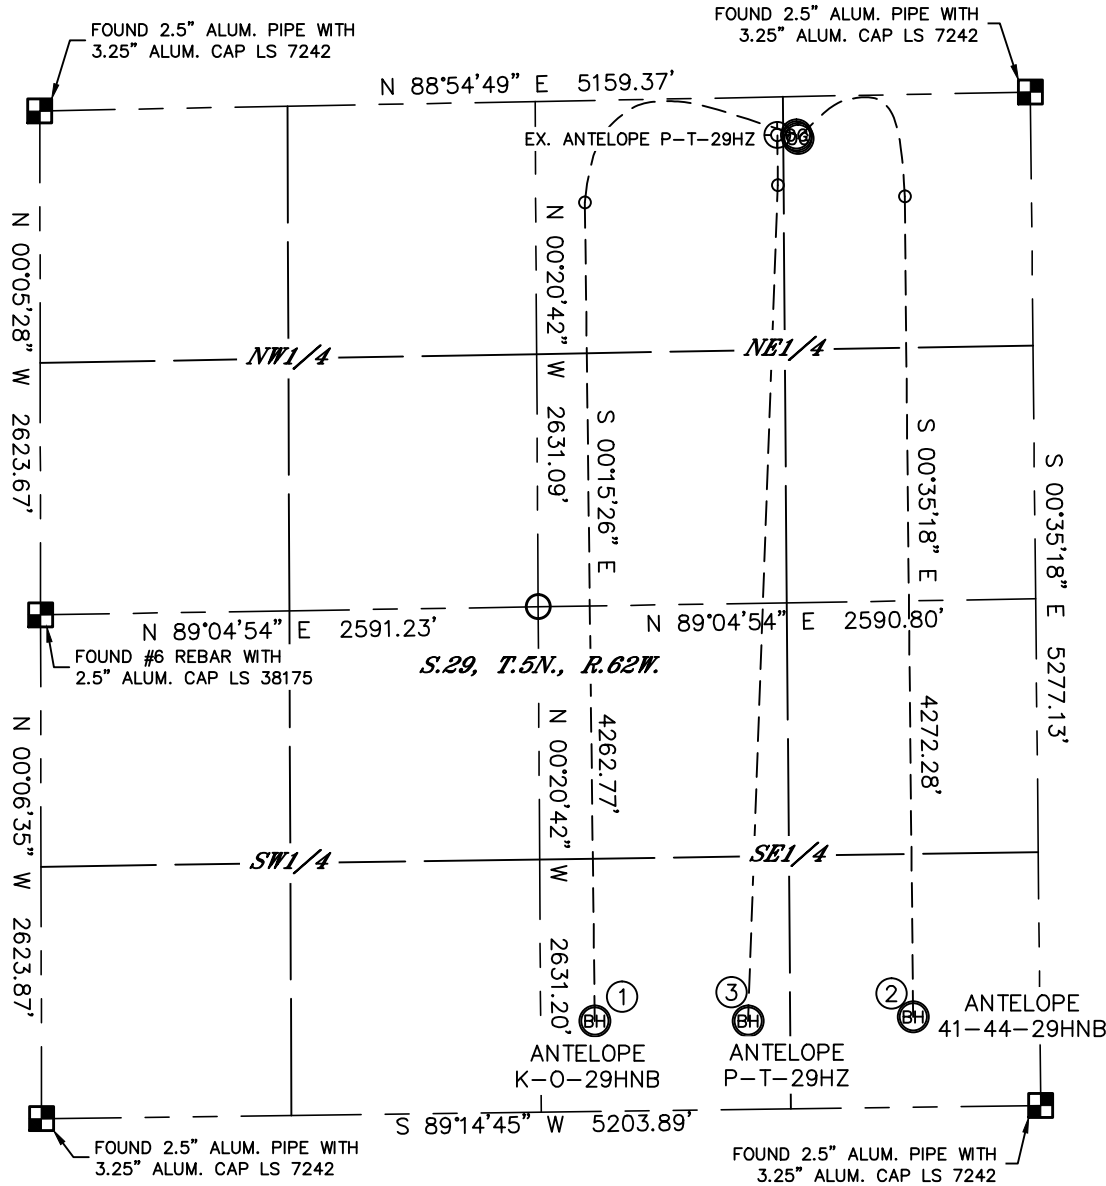 FOUND 2.5" ALUM. PIPE WITH
3.25" ALUM. CAP LS 7242
FOUND 2.5" ALUM. PIPE WITH
3.25" ALUM. CAP LS 7242
N 88°54'49" E 5159.37'
EX. ANTELOPE P-T-29HZ
OG
N 00°05'28" W 2623.67'
N 00°20'42" W 2631.09'
NW1/4
NE1/4
S 00°15'26" E
4262.77'
S 00°35'18" E
4272.28'
S 00°35'18" E 5277.13'
N 89°04'54" E 2591.23'
N 89°04'54" E 2590.80'
FOUND #6 REBAR WITH
2.5" ALUM. CAP LS 38175
S.29, T.5N., R.62W.
N 00°06'35" W 2623.87'
N 00°20'42" W 2631.20'
SW1/4
SE1/4
1
BH
ANTELOPE
K-O-29HNB
3
BH
ANTELOPE
P-T-29HZ
2
BH
ANTELOPE
41-44-29HNB
S 89°14'45" W 5203.89'
FOUND 2.5" ALUM. PIPE WITH
3.25" ALUM. CAP LS 7242
FOUND 2.5" ALUM. PIPE WITH
3.25" ALUM. CAP LS 7242